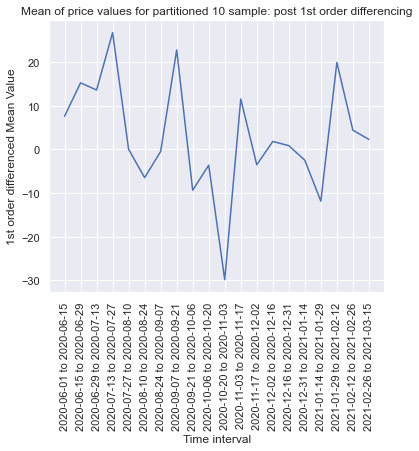 Mean of price values for partitioned 10 sample: post 1st order differencing
1st order differenced Mean Value
20
10
0
−10
−20
−30
2020-06-01 to 2020-06-15
2020-06-15 to 2020-06-29
2020-06-29 to 2020-07-13
2020-07-13 to 2020-07-27
2020-07-27 to 2020-08-10
2020-08-10 to 2020-08-24
2020-08-24 to 2020-09-07
2020-09-07 to 2020-09-21
2020-09-21 to 2020-10-06
2020-10-06 to 2020-10-20
2020-10-20 to 2020-11-03
2020-11-03 to 2020-11-17
2020-11-17 to 2020-12-02
2020-12-02 to 2020-12-16
2020-12-16 to 2020-12-31
2020-12-31 to 2021-01-14
2021-01-14 to 2021-01-29
2021-01-29 to 2021-02-12
2021-02-12 to 2021-02-26
2021-02-26 to 2021-03-15
Time interval